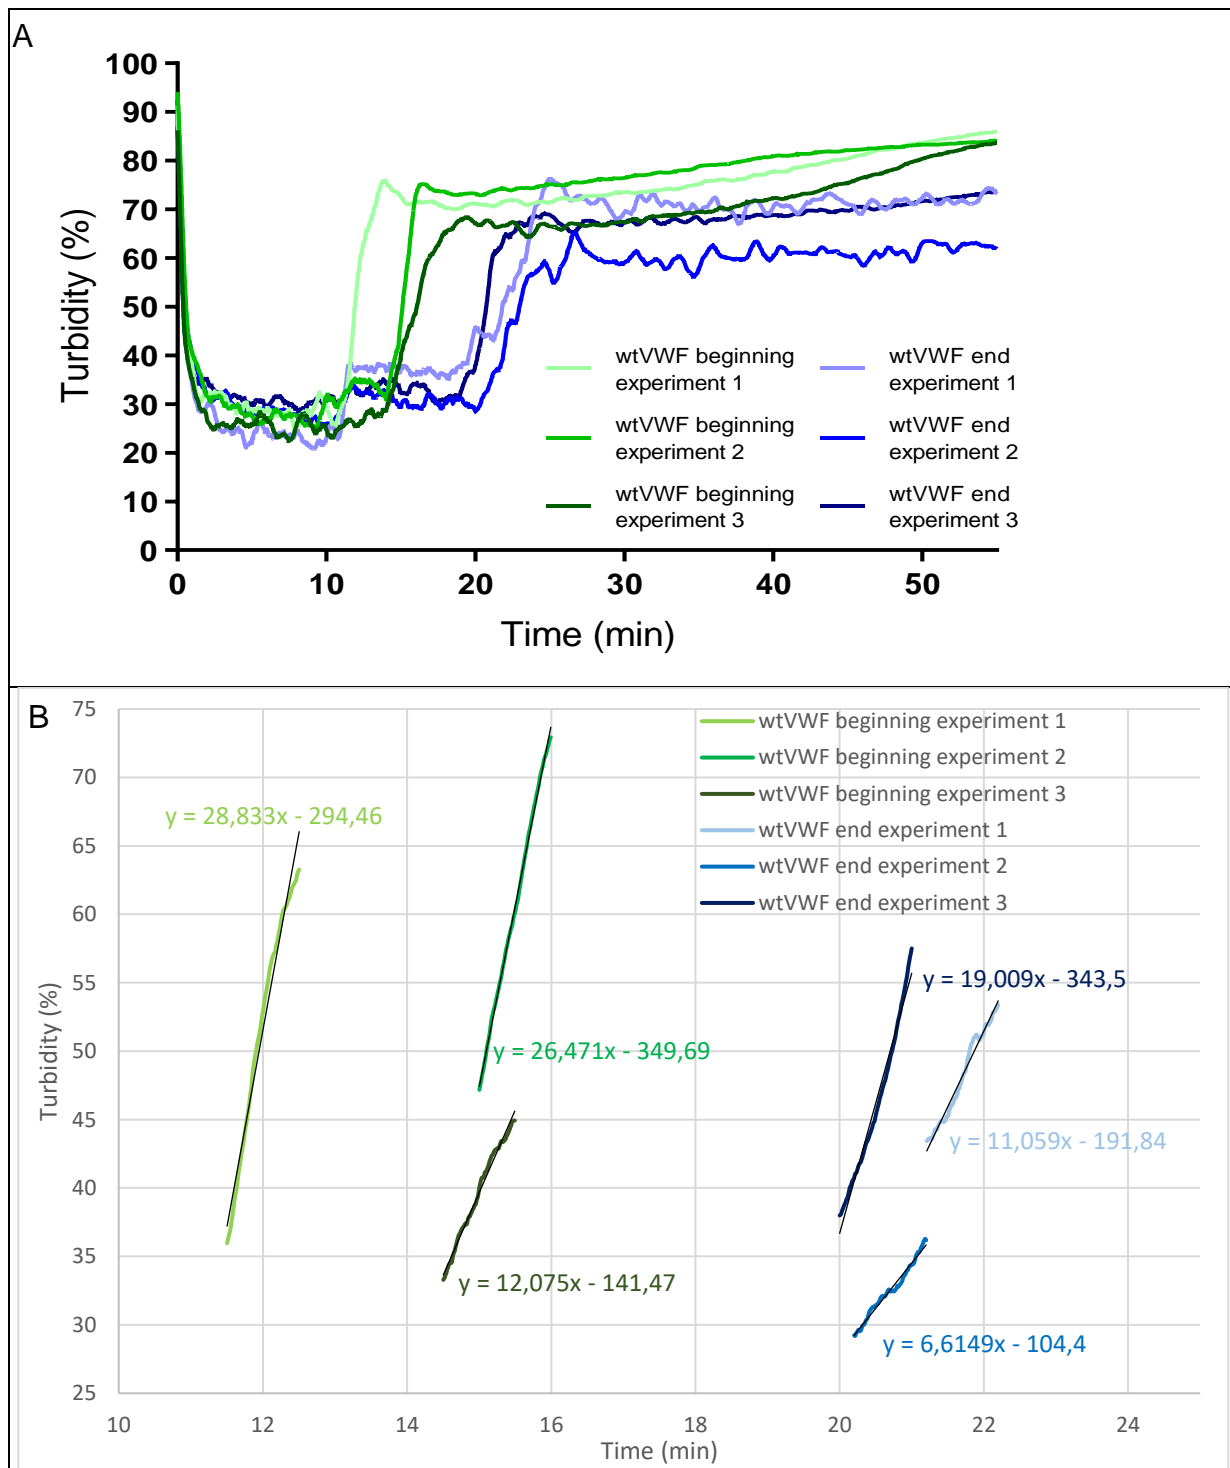 A
100
90
80
70
60
50
40
30
20
10
0
Turbidity (%)
0 10 20 30 40 50
Time (min)
wtVWF beginning
experiment 1
wtVWF end
experiment 1
wtVWF beginning
experiment 2
wtVWF end
experiment 2
wtVWF beginning
experiment 3
wtVWF end
experiment 3
B
75
70
65
60
55
50
45
40
35
30
25
Turbidity (%)
wtVWF beginning experiment 1
wtVWF beginning experiment 2
wtVWF beginning experiment 3
wtVWF end experiment 1
wtVWF end experiment 2
wtVWF end experiment 3
y = 28,833x - 294,46
y = 19,009x - 343,5
y = 26,471x - 349,69
y = 11,059x - 191,84
y = 12,075x - 141,47
y = 6,6149x - 104,4
10 12 14 16 18 20 22 24
Time (min)